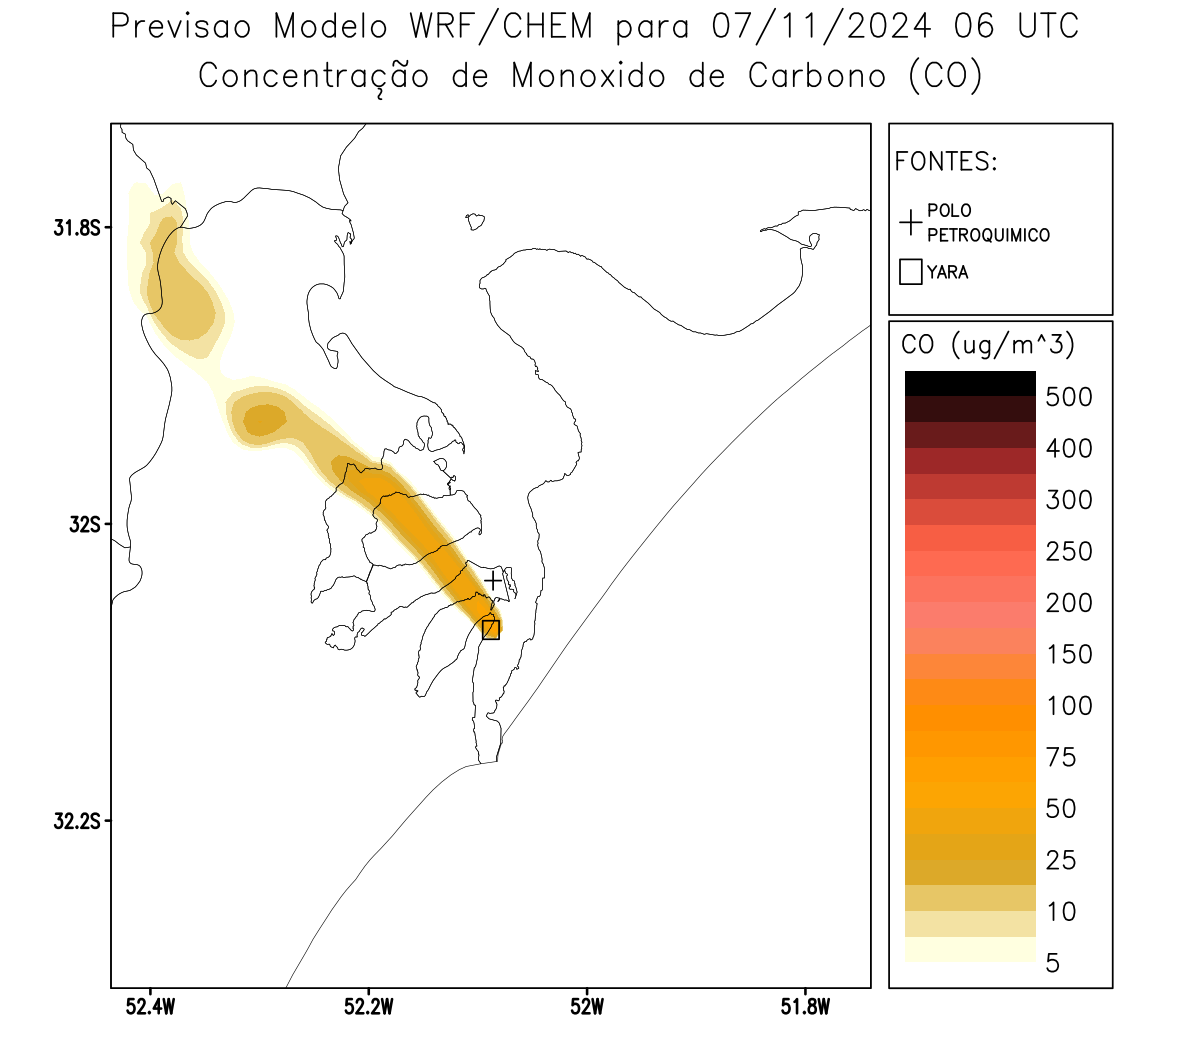 Previsao Modelo WRF/CHEM para 07/11/2024 06 UTC
Concentração de Monoxido de Carbono (CO)
FONTES:
POLO
PETROQUIMICO
YARA
CO (ug/m^3)
500
400
300
250
200
150
100
75
50
25
10
5
31.8S
32S
32.2S
52.4W
52.2W
52W
51.8W